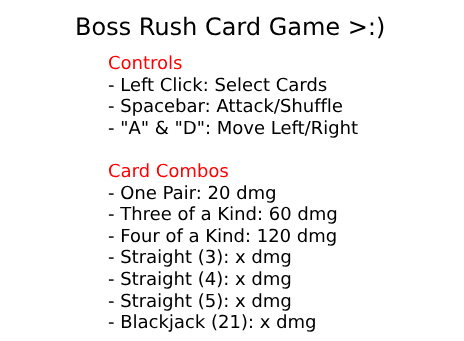 Boss Rush Card Game >:)
Controls
- Left Click: Select Cards
- Spacebar: Attack/Shuffle
- "A" & "D": Move Left/Right
Card Combos
- One Pair: 20 dmg
- Three of a Kind: 60 dmg
- Four of a Kind: 120 dmg
- Straight (3): x dmg
- Straight (4): x dmg
- Straight (5): x dmg
- Blackjack (21): x dmg